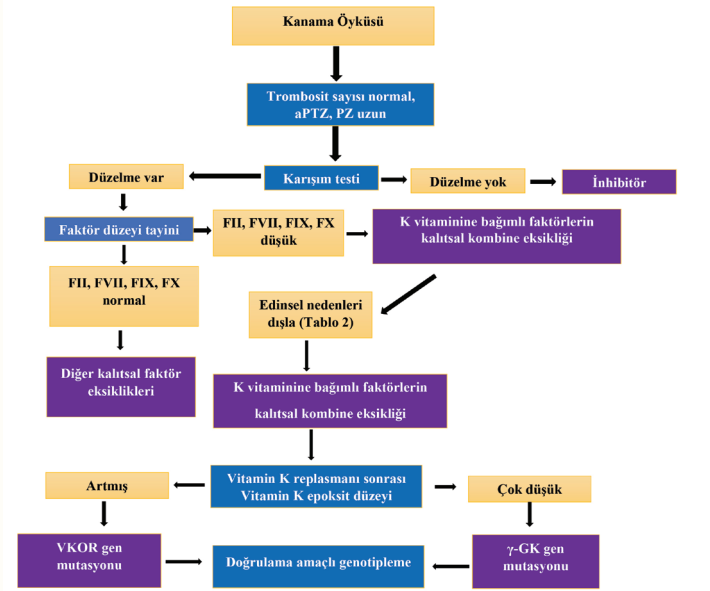 Kanama Öyküsü
Trombosit sayısı normal,
aPTZ, PZ uzun
Düzelme var
Karışım testi
Düzelme yok
İnhibitör
Faktör düzeyi tayini
FII, FVII, FIX, FX
düşük
K vitaminine bağımlı faktörlerin
kalıtsal kombine eksikliği
FII, FVII, FIX, FX
normal
Edinsel nedenleri
dışla (Tablo 2)
Diğer kalıtsal faktör
eksiklikleri
K vitaminine bağımlı faktörlerin
kalıtsal kombine eksikliği
Artmış
Vitamin K replasmanı sonrası
Vitamin K epoksit düzeyi
Çok düşük
VKOR gen
mutasyonu
Doğrulama amaçlı genotipleme
γ-GK gen
mutasyonu